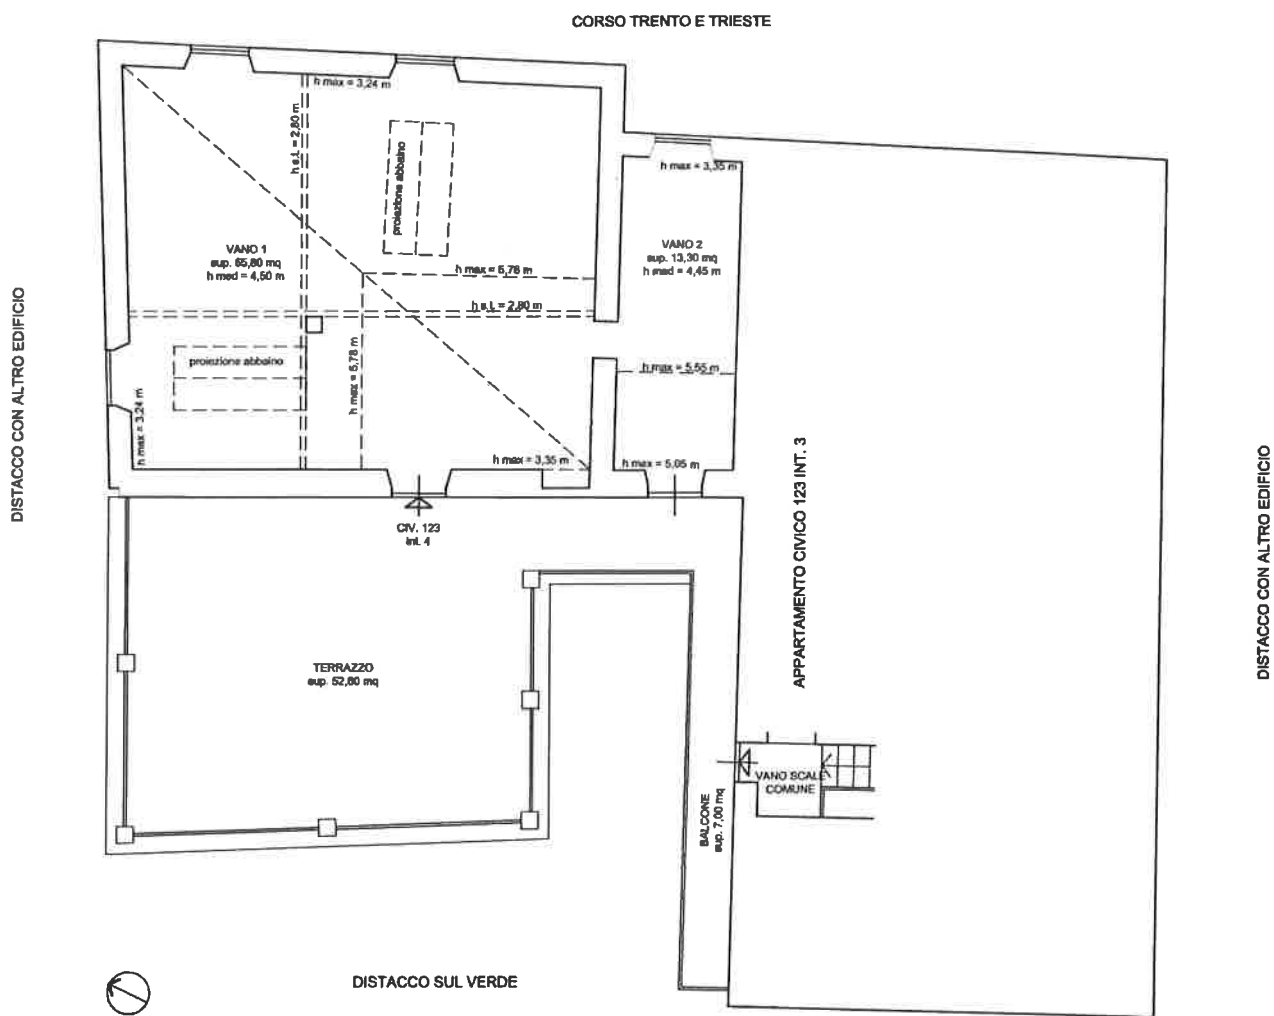 CORSO TRENTO E TRIESTE
h max = 3,24 m
h s.t. = 2,80 m
proiezione abbaino
h max = 3,35 m
VANO 1
sup. 65,80 mq
h med = 4,50 m
VANO 2
sup. 13,30 mq
h med = 4,45 m
h max = 5,78 m
h s.t. = 2,80 m
proiezione abbaino
h max = 5,78 m
h max = 5,55 m
h max = 3,24 m
h max = 3,35 m
h max = 5,05 m
DISTACCO CON ALTRO EDIFICIO
CIV. 123
Int. 4
APPARTAMENTO CIVICO 123 INT. 3
DISTACCO CON ALTRO EDIFICIO
TERRAZZO
sup. 52,60 mq
VANO SCALE
COMUNE
BALCONE
sup. 7,00 mq
DISTACCO SUL VERDE